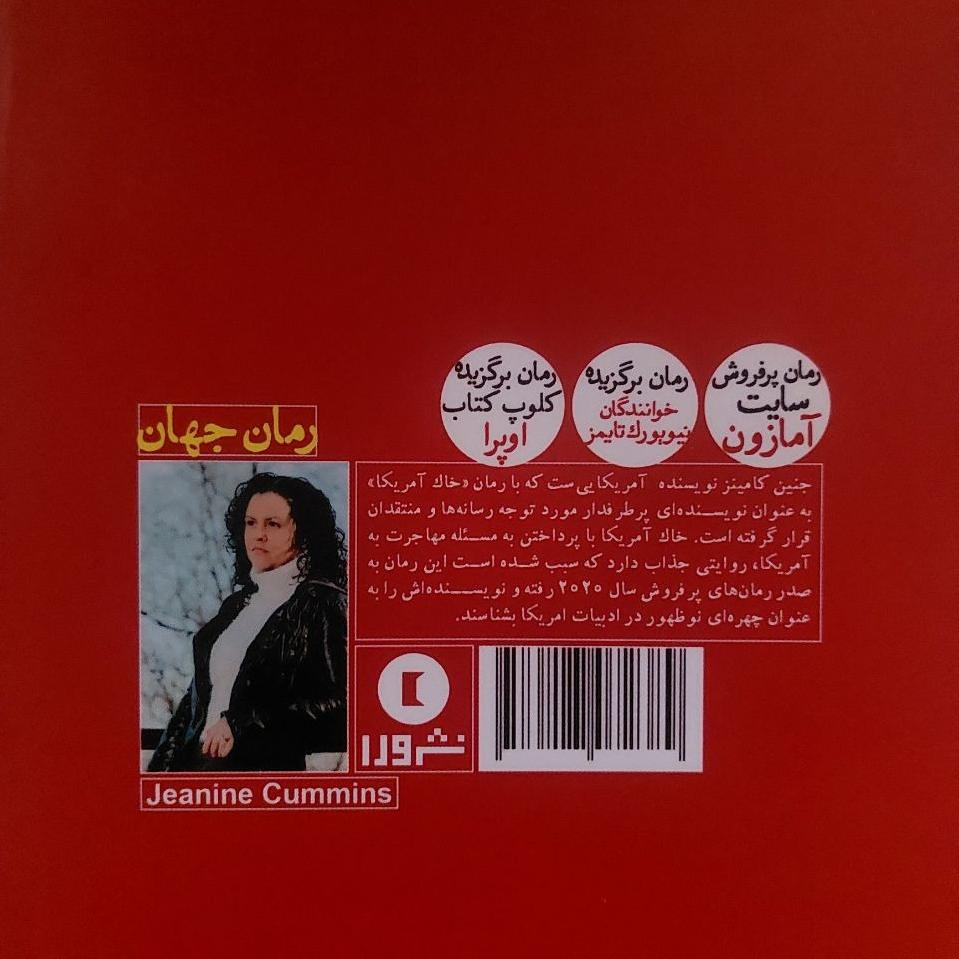 رمان پرفروش
سایت
آمازون
رمان برگزیده
خوانندگان
نیویورک تایمز
رمان برگزیده
کلوپ کتاب
اوپرا
رمان جهان
جنین کامینز نویسنده آمریکایی‌ست که با رمان «خاك آمریکا»
به عنوان نویسنده‌ای پرطرفدار مورد توجه رسانه‌ها و منتقدان
قرار گرفته است. خاك آمریکا با پرداختن به مسئله مهاجرت به
آمریکا، روایتی جذاب دارد که سبب شده است این رمان به
صدر رمان‌های پرفروش سال ۲۰۲۰ رفته و نویسنده‌اش را به
عنوان چهره‌ای نوظهور در ادبیات امریکا بشناسند.
نشر ورا
Jeanine Cummins